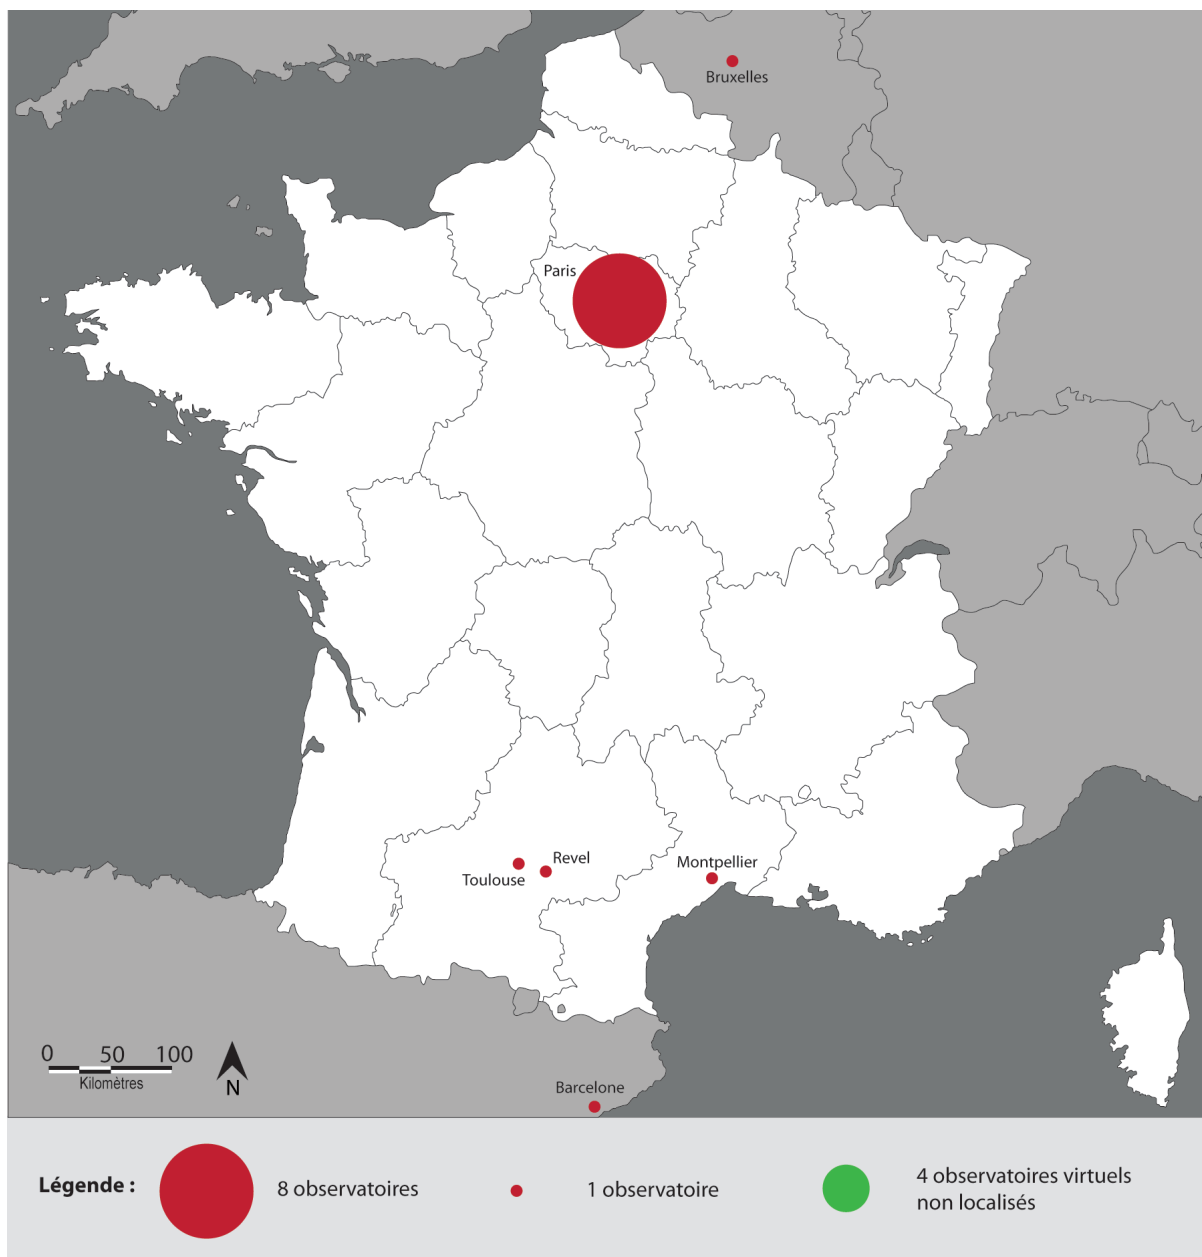 Bruxelles
Paris
Revel
Toulouse
Montpellier
0 50 100
Kilomètres
N
Barcelone
Légende :
8 observatoires
1 observatoire
4 observatoires virtuels
non localisés